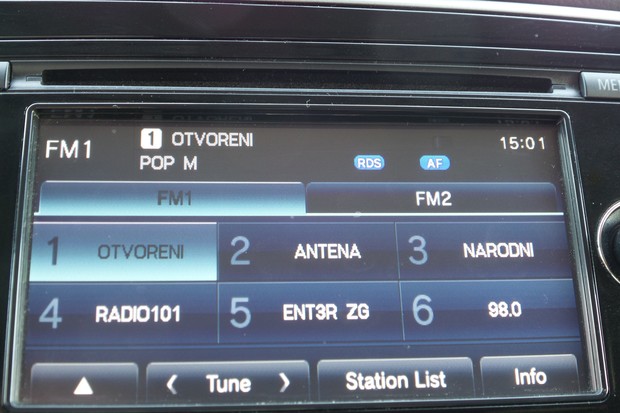 FM1 1 OTVORENI 15:01
POP M RDS AF
FM1 FM2
1 OTVORENI 2 ANTENA 3 NARODNI
4 RADIO101 5 ENT3R ZG 6 98.0
▲ < Tune > Station List Info